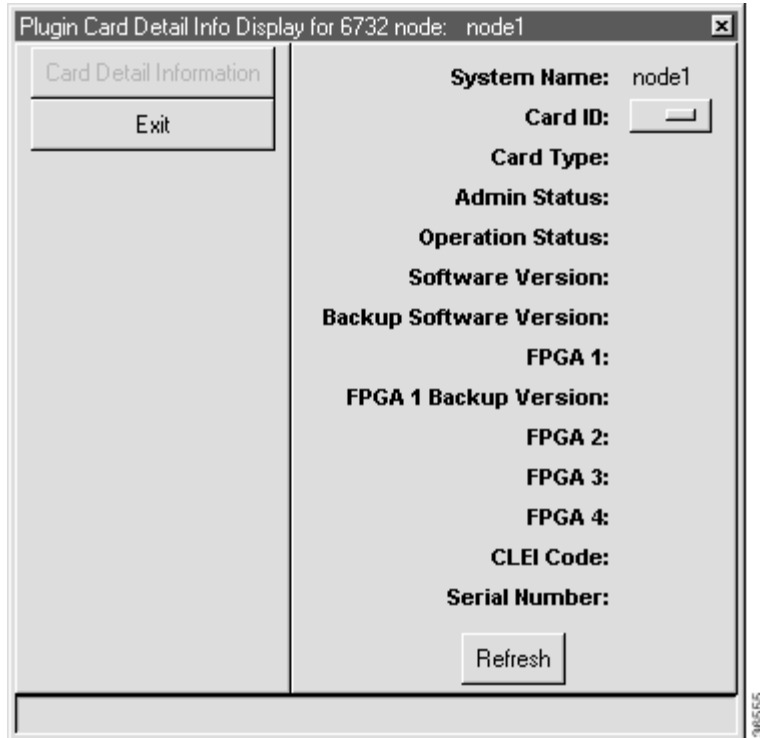 Plugin Card Detail Info Display for 6732 node: node1
Card Detail Information
Exit
System Name: node1
Card ID:
Card Type:
Admin Status:
Operation Status:
Software Version:
Backup Software Version:
FPGA 1:
FPGA 1 Backup Version:
FPGA 2:
FPGA 3:
FPGA 4:
CLEI Code:
Serial Number:
Refresh
36555